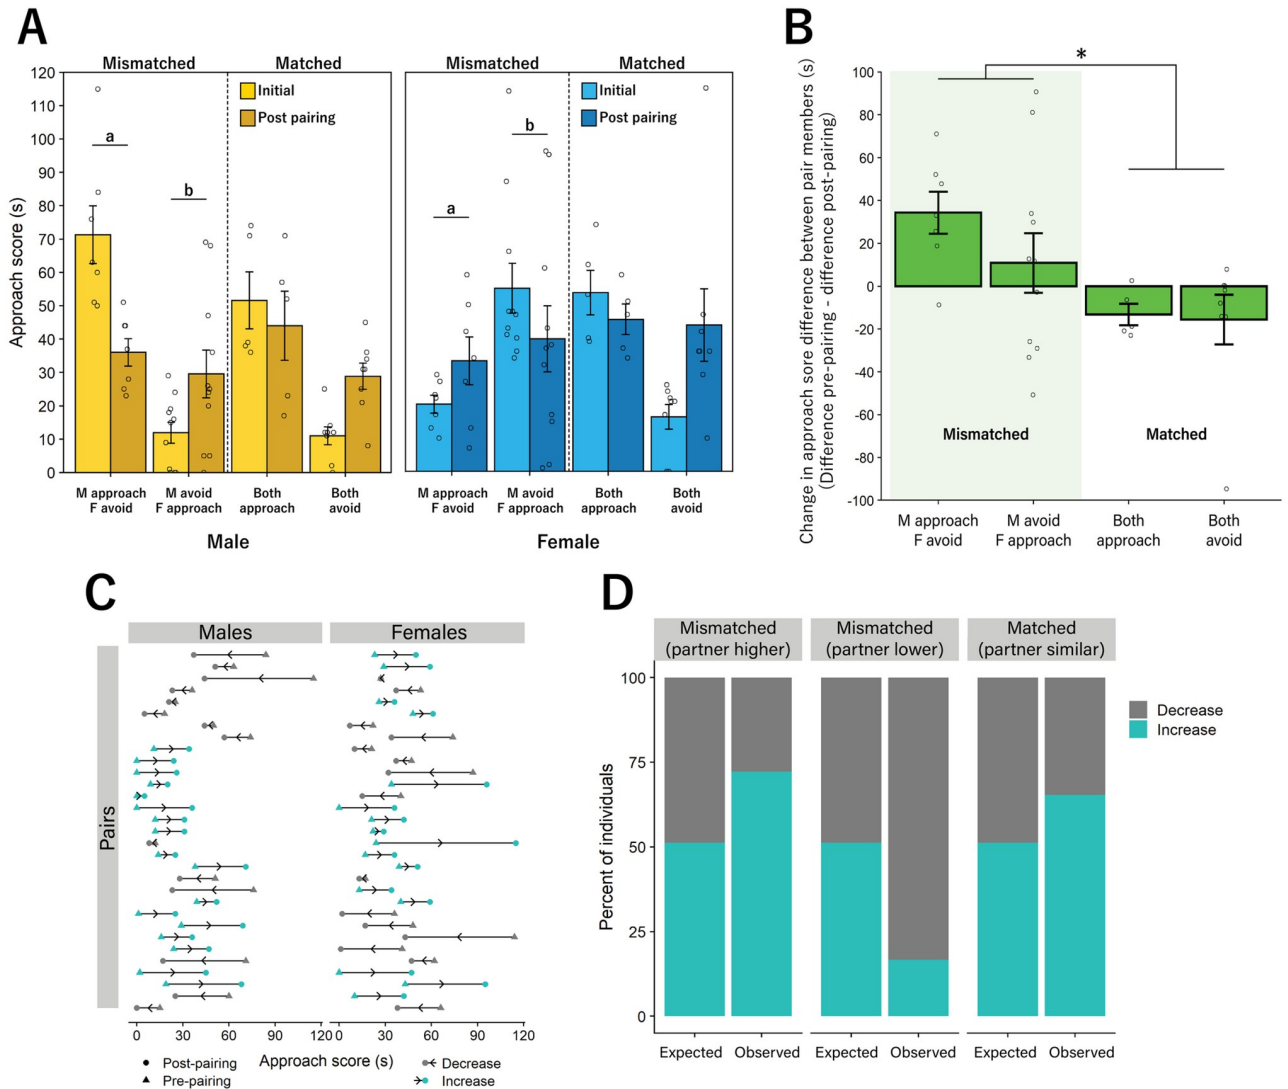 A
Mismatched
Matched
Mismatched
Matched
Approach score (s)
120
110
100
90
80
70
60
50
40
30
20
10
0
Initial
Post pairing
a
b
Initial
Post pairing
a
b
M approach
F avoid
M avoid
F approach
Both
approach
Both
avoid
M approach
F avoid
M avoid
F approach
Both
approach
Both
avoid
Male
Female
B
Change in approach sore difference between pair members (s)
(Difference pre-pairing - difference post-pairing)
100
80
60
40
20
0
-20
-40
-60
-80
-100
*
Mismatched
Matched
M approach
F avoid
M avoid
F approach
Both
approach
Both
avoid
C
Males
Females
Pairs
0 30 60 90 120 0 30 60 90 120
Approach score (s)
Post-pairing
Pre-pairing
Decrease
Increase
D
Mismatched
(partner higher)
Mismatched
(partner lower)
Matched
(partner similar)
Percent of individuals
100
75
50
25
0
Decrease
Increase
Expected Observed Expected Observed Expected Observed